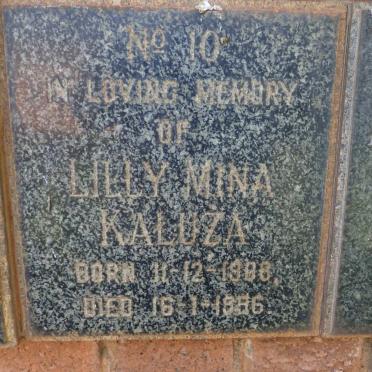 No 10
IN LOVING MEMORY
OF
LILLY MINA
KALUZA
BORN 11-12-1888.
DIED 16-1-1956.